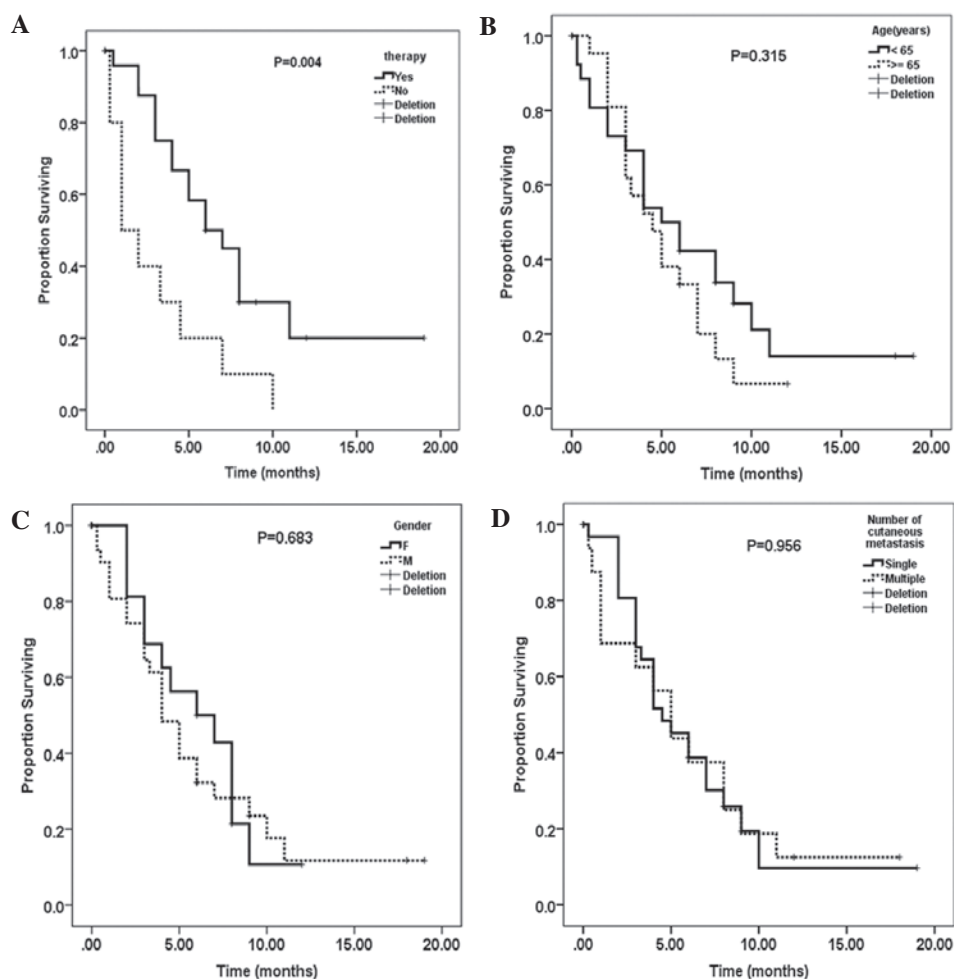 A
P=0.004
therapy
Yes
No
Deletion
Deletion
1.0
0.8
0.6
0.4
0.2
0.0
Proportion Surviving
.00 5.00 10.00 15.00 20.00
Time (months)
B
P=0.315
Age(years)
< 65
>= 65
Deletion
Deletion
1.0
0.8
0.6
0.4
0.2
0.0
Proportion Surviving
.00 5.00 10.00 15.00 20.00
Time (months)
C
P=0.683
Gender
F
M
Deletion
Deletion
1.0
0.8
0.6
0.4
0.2
0.0
Proportion Surviving
.00 5.00 10.00 15.00 20.00
Time (months)
D
P=0.956
Number of
cutaneous
metastasis
Single
Multiple
Deletion
Deletion
1.0
0.8
0.6
0.4
0.2
0.0
Proportion Surviving
.00 5.00 10.00 15.00 20.00
Time (months)